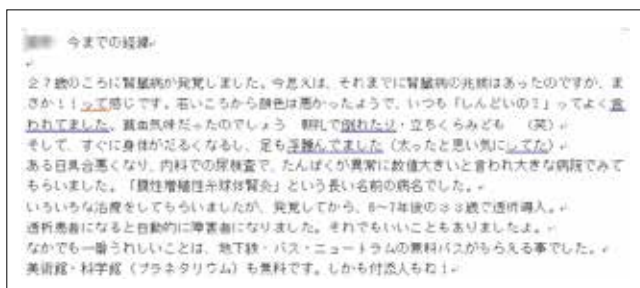 今までの経緯
27歳のころに腎臓病が発覚しました。今思えば、それまでに腎臓病の兆候はあったのですが、ま
さか！！って感じです。若いころから顔色は悪かったようで、いつも「しんどいの？」ってよく言
われてました。貧血気味だったのでしょう 朝礼で倒れたり・立ちくらみども （笑）
そして、すぐに身体がだるくなるし、足も浮腫んでました（太ったと思い気にしてた）
ある日具合悪くなり、内科での尿検査で、たんぱくが異常に数値大きいと言われ大きな病院でみて
もらいました。「慢性増殖性糸球体腎炎」という長い名前の病名でした。
いろいろな治療をしてもらいましたが、発覚してから、6～7年後の33歳で透析導入。
透析患者になると自動的に障害者になりました。それでもいいこともありましたよ。
なかでも一番うれしいことは、地下鉄・バス・ニュートラムの無料パスがもらえる事でした。
美術館・科学館（プラネタリウム）も無料です。しかも付添人もね！